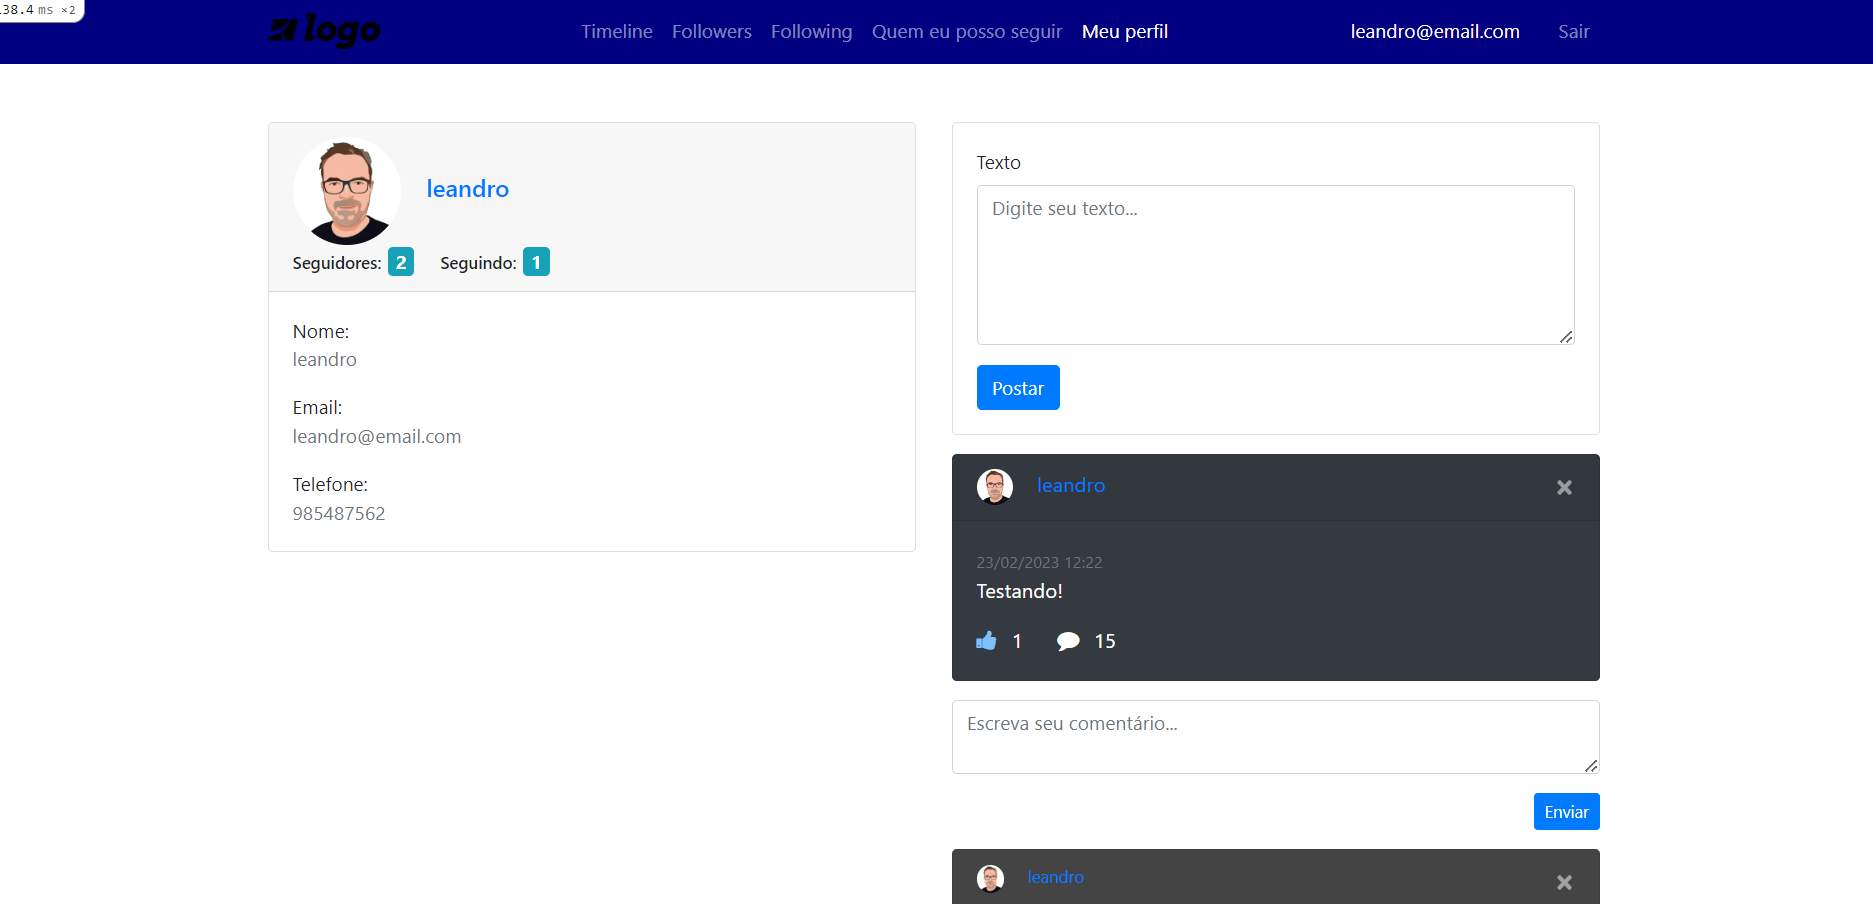 38.4 ms ×2
logo
Timeline Followers Following Quem eu posso seguir Meu perfil leandro@email.com Sair
leandro
Seguidores: 2 Seguindo: 1
Nome:
leandro
Email:
leandro@email.com
Telefone:
985487562
Texto
Digite seu texto...
Postar
leandro
23/02/2023 12:22
Testando!
1 15
Escreva seu comentário...
Enviar
leandro